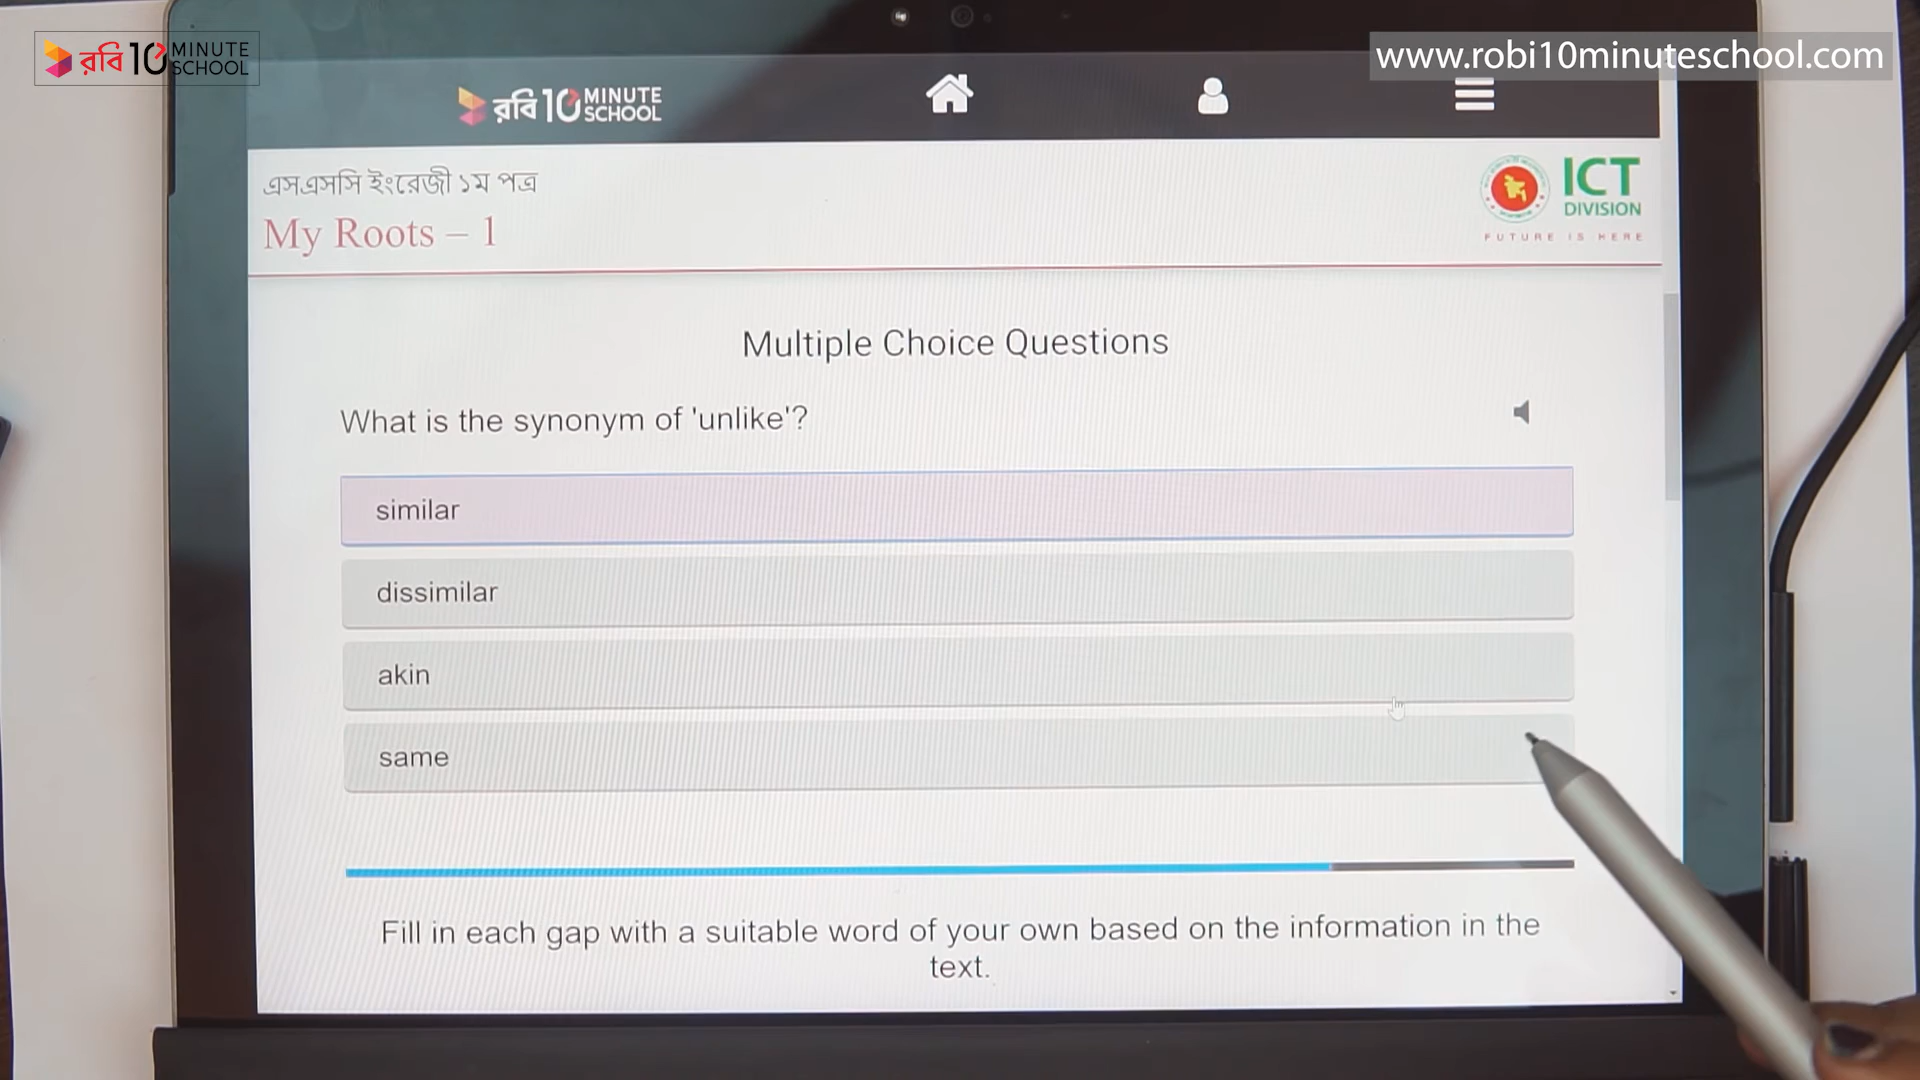 রবি 10 MINUTE SCHOOL
www.robi10minuteschool.com
রবি 10 MINUTE SCHOOL
এসএসসি ইংরেজী ১ম পত্র
My Roots – 1
ICT
DIVISION
FUTURE IS HERE
Multiple Choice Questions
What is the synonym of 'unlike'?
similar
dissimilar
akin
same
Fill in each gap with a suitable word of your own based on the information in the
text.